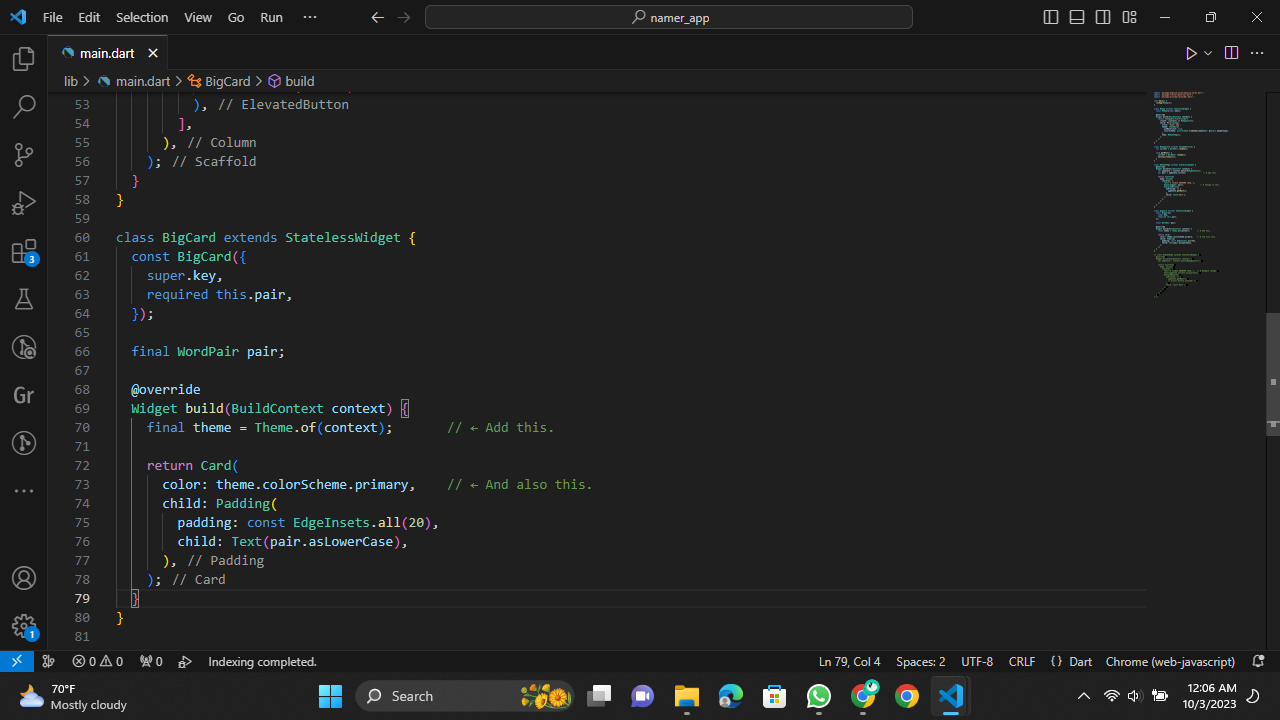 File Edit Selection View Go Run ··· namer_app
main.dart
lib > main.dart > BigCard > build
53 ), // ElevatedButton
54 ],
55 ), // Column
56 ); // Scaffold
57 }
58 }
59
60 class BigCard extends StatelessWidget {
61 const BigCard({
62 super.key,
63 required this.pair,
64 });
65
66 final WordPair pair;
67
68 @override
69 Widget build(BuildContext context) {
70 final theme = Theme.of(context); // ← Add this.
71
72 return Card(
73 color: theme.colorScheme.primary, // ← And also this.
74 child: Padding(
75 padding: const EdgeInsets.all(20),
76 child: Text(pair.asLowerCase),
77 ), // Padding
78 ); // Card
79 }
80 }
81
3
Gr
1
0 0 0 Indexing completed. Ln 79, Col 4 Spaces: 2 UTF-8 CRLF {} Dart Chrome (web-javascript)
70°F
Mostly cloudy
Search
12:06 AM
10/3/2023